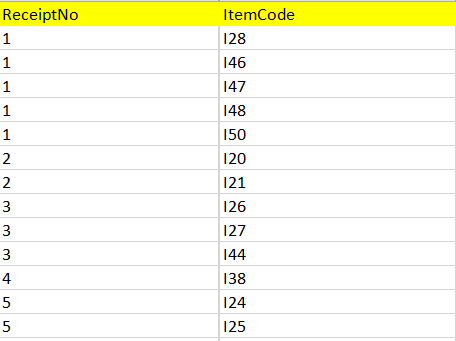 ReceiptNo ItemCode
1 I28
1 I46
1 I47
1 I48
1 I50
2 I20
2 I21
3 I26
3 I27
3 I44
4 I38
5 I24
5 I25